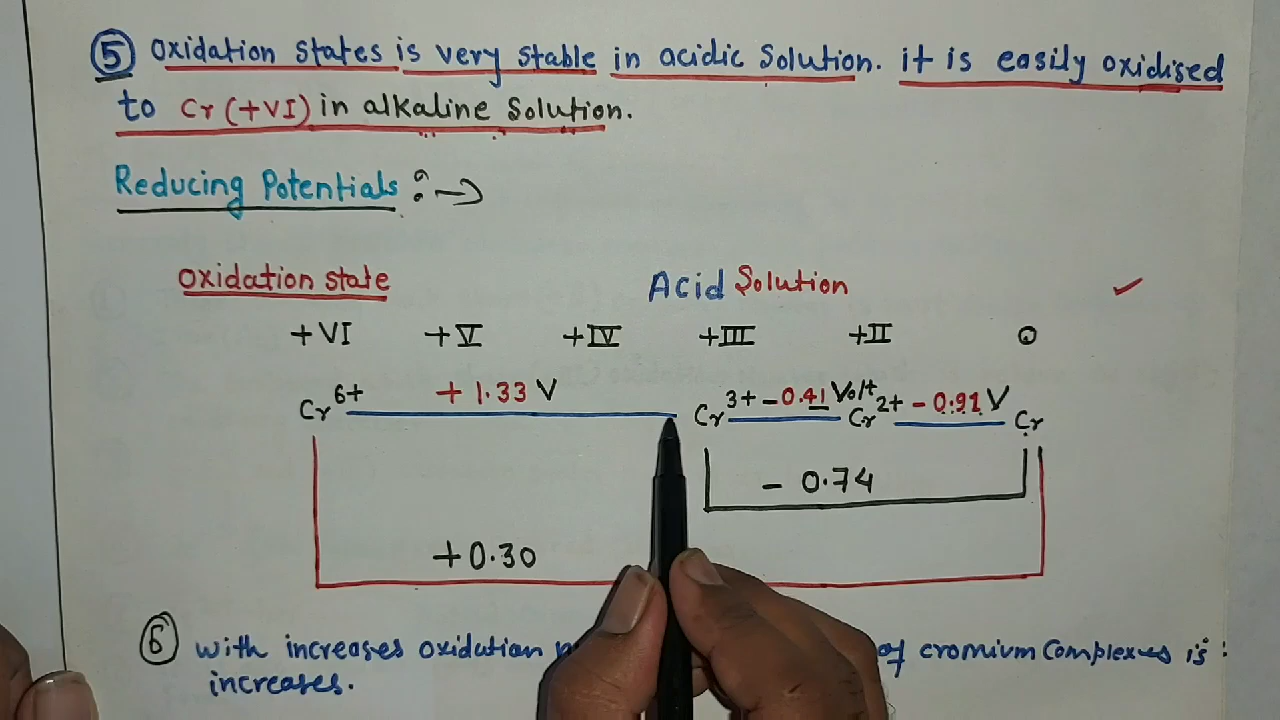 5 Oxidation states is very stable in acidic Solution. it is easily oxidised
to Cr (+VI) in alkaline Solution.
Reducing Potentials :→
Oxidation state Acid Solution
+VI +V +IV +III +II 0
Cr⁶⁺ + 1.33 V Cr³⁺ - 0.41 Volt Cr²⁺ - 0.91 V Cr
- 0.74
+0.30
6 with increases oxidation of cromium Complexes is :
increases.